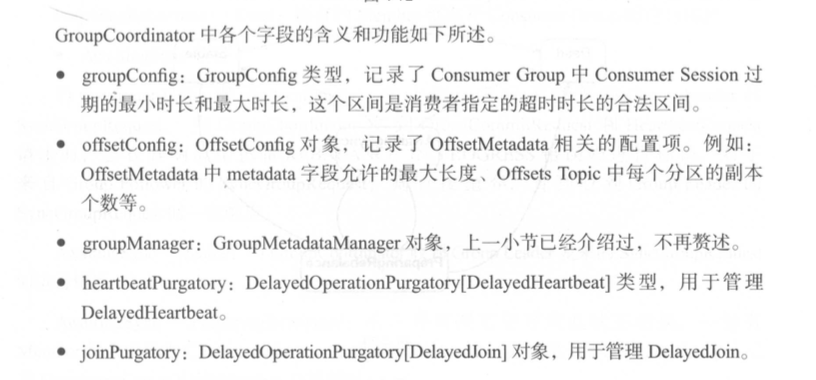 GroupCoordinator 中各个字段的含义和功能如下所述。
● groupConfig：GroupConfig 类型，记录了 Consumer Group 中 Consumer Session 过
期的最小时长和最大时长，这个区间是消费者指定的超时时长的合法区间。
● offsetConfig：OffsetConfig 对象，记录了 OffsetMetadata 相关的配置项。例如：
OffsetMetadata 中 metadata 字段允许的最大长度、Offsets Topic 中每个分区的副本
个数等。
● groupManager：GroupMetadataManager 对象，上一小节已经介绍过，不再赘述。
● heartbeatPurgatory：DelayedOperationPurgatory[DelayedHeartbeat] 类型，用于管理
DelayedHeartbeat。
● joinPurgatory：DelayedOperationPurgatory[DelayedJoin] 对象，用于管理 DelayedJoin。